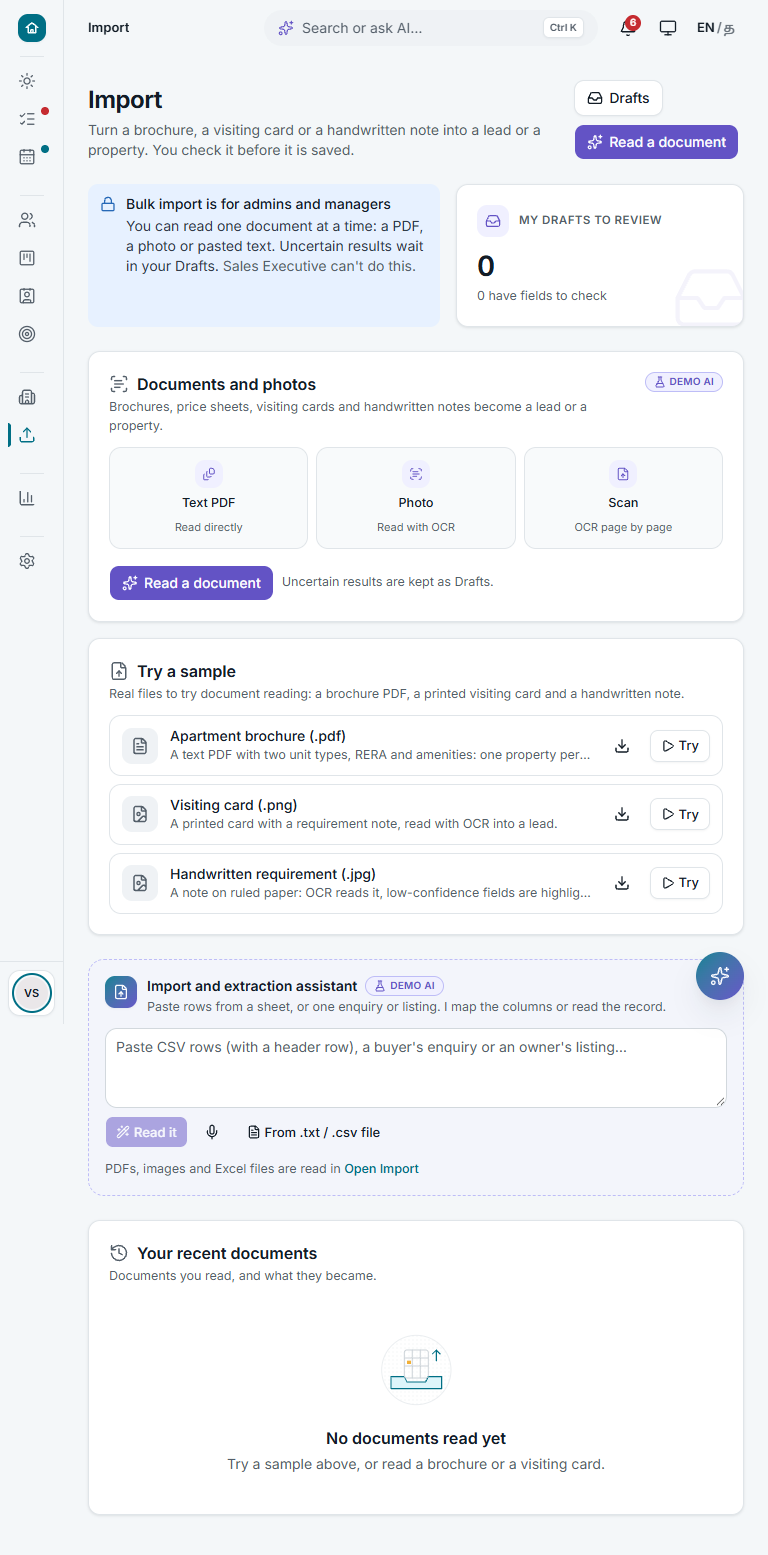 Import
Search or ask AI...
Ctrl K
6
EN / த
Import
Turn a brochure, a visiting card or a handwritten note into a lead or a
property. You check it before it is saved.
Drafts
Read a document
Bulk import is for admins and managers
You can read one document at a time: a PDF,
a photo or pasted text. Uncertain results wait
in your Drafts. Sales Executive can't do this.
MY DRAFTS TO REVIEW
0
0 have fields to check
Documents and photos
DEMO AI
Brochures, price sheets, visiting cards and handwritten notes become a lead or a
property.
Text PDF
Read directly
Photo
Read with OCR
Scan
OCR page by page
Read a document
Uncertain results are kept as Drafts.
Try a sample
Real files to try document reading: a brochure PDF, a printed visiting card and a handwritten note.
Apartment brochure (.pdf)
A text PDF with two unit types, RERA and amenities: one property per...
Try
Visiting card (.png)
A printed card with a requirement note, read with OCR into a lead.
Try
Handwritten requirement (.jpg)
A note on ruled paper: OCR reads it, low-confidence fields are highlig...
Try
VS
Import and extraction assistant
DEMO AI
Paste rows from a sheet, or one enquiry or listing. I map the columns or read the record.
Paste CSV rows (with a header row), a buyer's enquiry or an owner's listing...
Read it
From .txt / .csv file
PDFs, images and Excel files are read in Open Import
Your recent documents
Documents you read, and what they became.
No documents read yet
Try a sample above, or read a brochure or a visiting card.